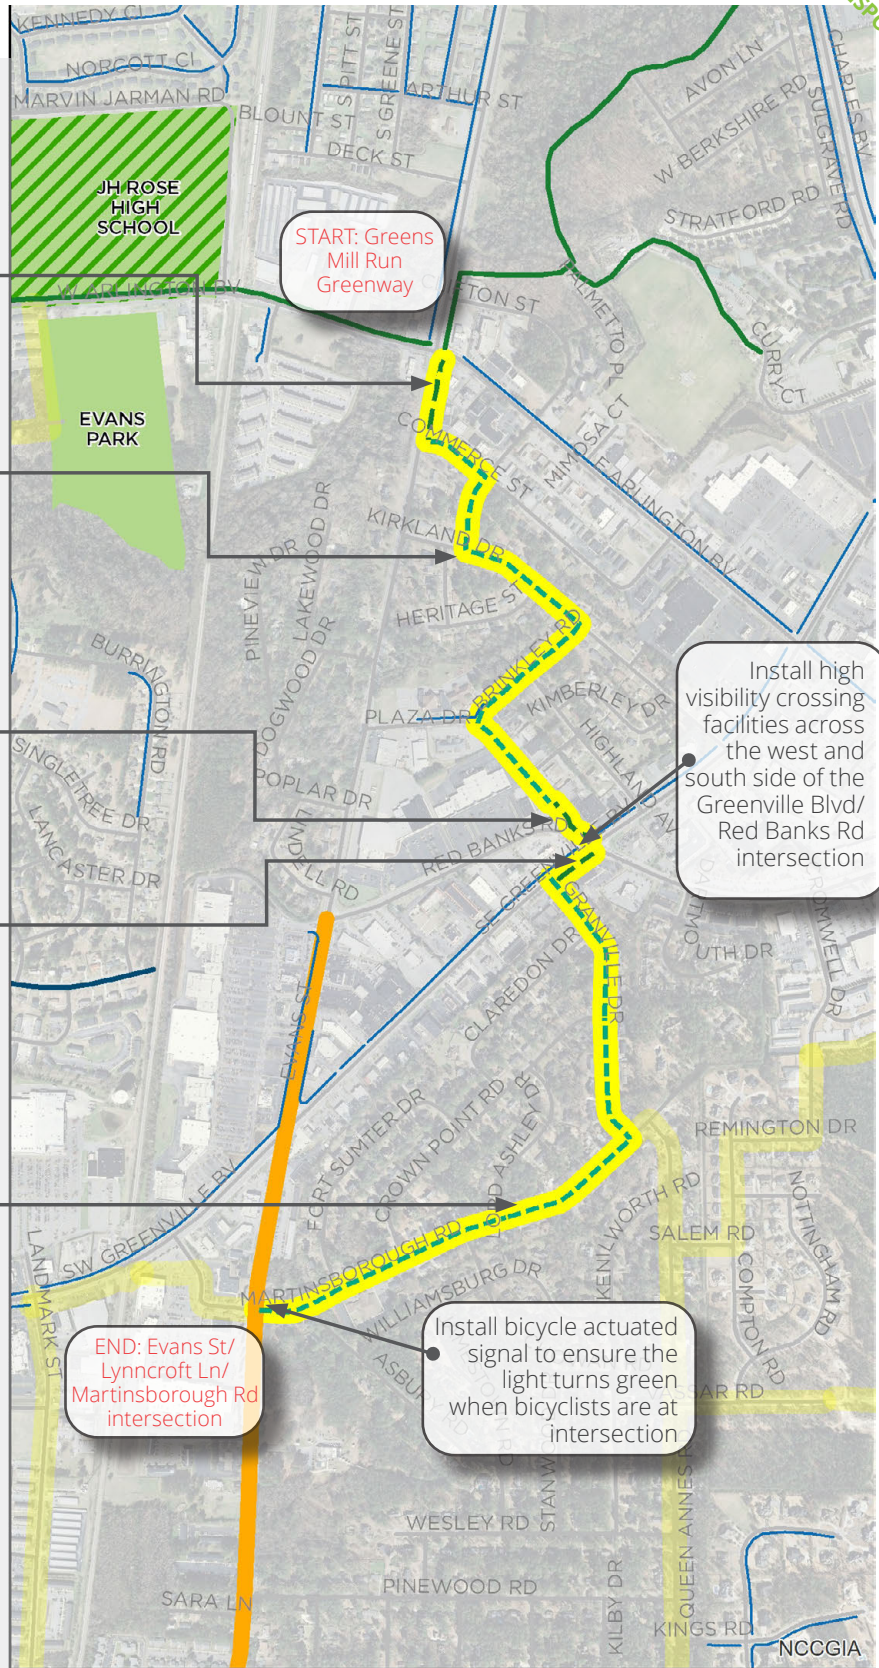 KENNEDY CI
NORCOTT CI
MARVIN JARMAN RD
S PITT ST
S GREENE ST
ARTHUR ST
BLOUNT ST
DECK ST
AVON LN
W BERKSHIRE RD
STRATFORD RD
CHARLES BV
SULGRAVE RD
JH ROSE
HIGH
SCHOOL
START: Greens
Mill Run
Greenway
W ARLINGTON BV
PALMETTO PL
CURRY CT
EVANS
PARK
COMMERCE ST
MIMOSA CT
E ARLINGTON BV
KIRKLAND DR
PINEVIEW DR
LAKEWOOD DR
DOGWOOD DR
HERITAGE ST
BRINKLEY RD
BURRINGTON RD
PLAZA DR
KIMBERLEY DR
HIGHLAND AV
Install high
visibility crossing
facilities across
the west and
south side of the
Greenville Blvd/
Red Banks Rd
intersection
SINGLETREE DR
LANCASTER DR
POPLAR DR
LINDELL RD
RED BANKS RD
GRANVILLE DR
CLAREDON DR
CROMWELL DR
EVANS ST
FORT SUMTER DR
CROWN POINT RD
LORD ASHLEY DR
REMINGTON DR
NOTTINGHAM RD
SW GREENVILLE BV
LANDMARK ST
MARTINSBOROUGH RD
KENILWORTH RD
SALEM RD
COMPTON RD
WILLIAMSBURG DR
END: Evans St/
Lynncroft Ln/
Martinsborough Rd
intersection
Install bicycle actuated
signal to ensure the
light turns green
when bicyclists are at
intersection
WESLEY RD
PINEWOOD RD
SARA LN
KILBY DR
KINGS RD
NCCGIA